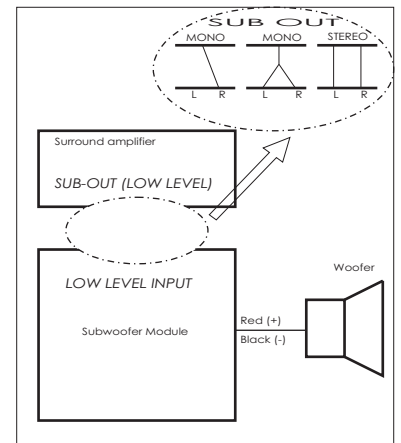 SUB OUT
MONO MONO STEREO
L R L R L R
Surround amplifier
SUB-OUT (LOW LEVEL)
LOW LEVEL INPUT
Woofer
Red (+)
Subwoofer Module
Black (-)